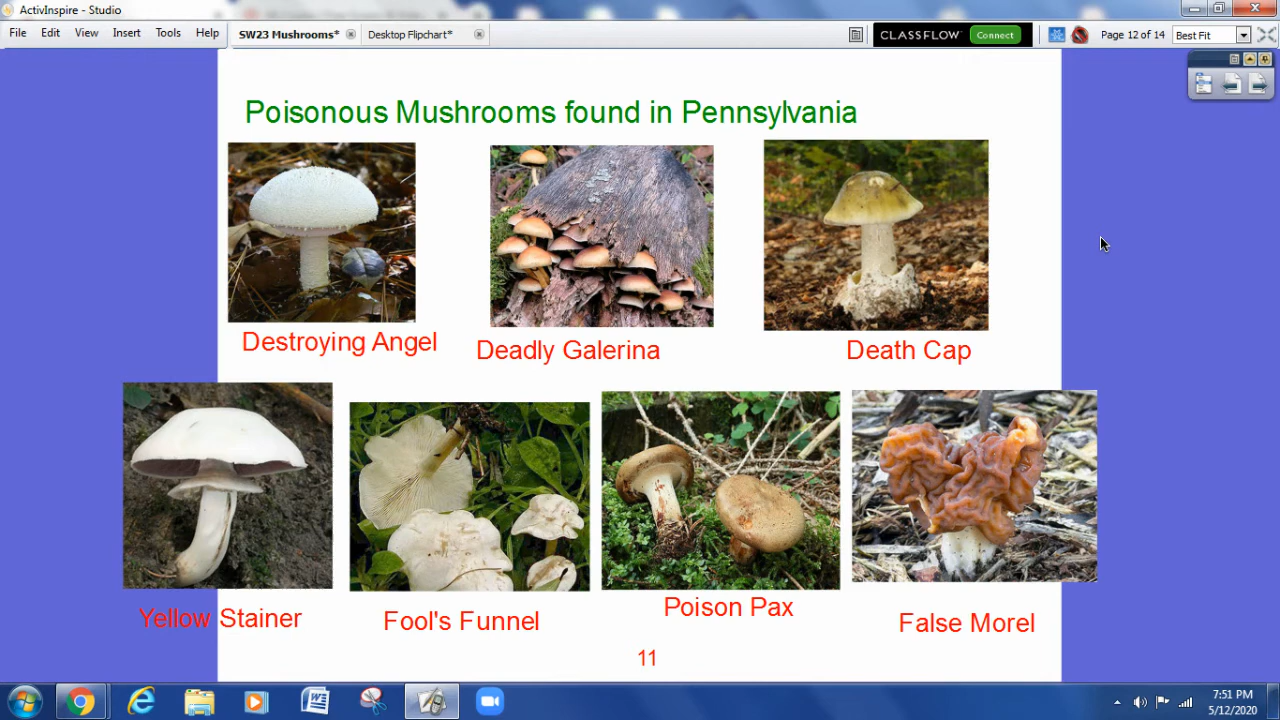 ActivInspire - Studio
File Edit View Insert Tools Help
SW23 Mushrooms*
Desktop Flipchart*
CLASSFLOW Connect
Page 12 of 14
Best Fit
Poisonous Mushrooms found in Pennsylvania
Destroying Angel
Deadly Galerina
Death Cap
Yellow Stainer
Fool's Funnel
Poison Pax
False Morel
11
7:51 PM
5/12/2020